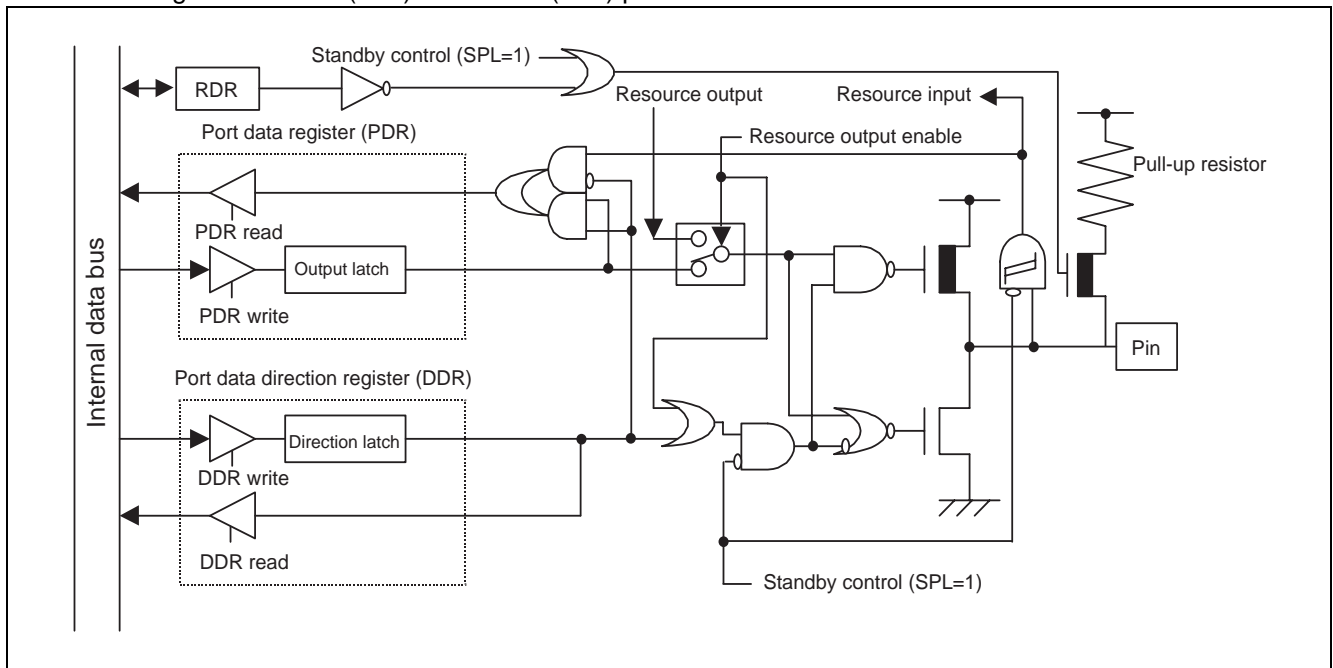 Standby control (SPL=1)
RDR
Resource output
Resource input
Port data register (PDR)
Resource output enable
Pull-up resistor
PDR read
Output latch
PDR write
Internal data bus
Pin
Port data direction register (DDR)
Direction latch
DDR write
DDR read
Standby control (SPL=1)